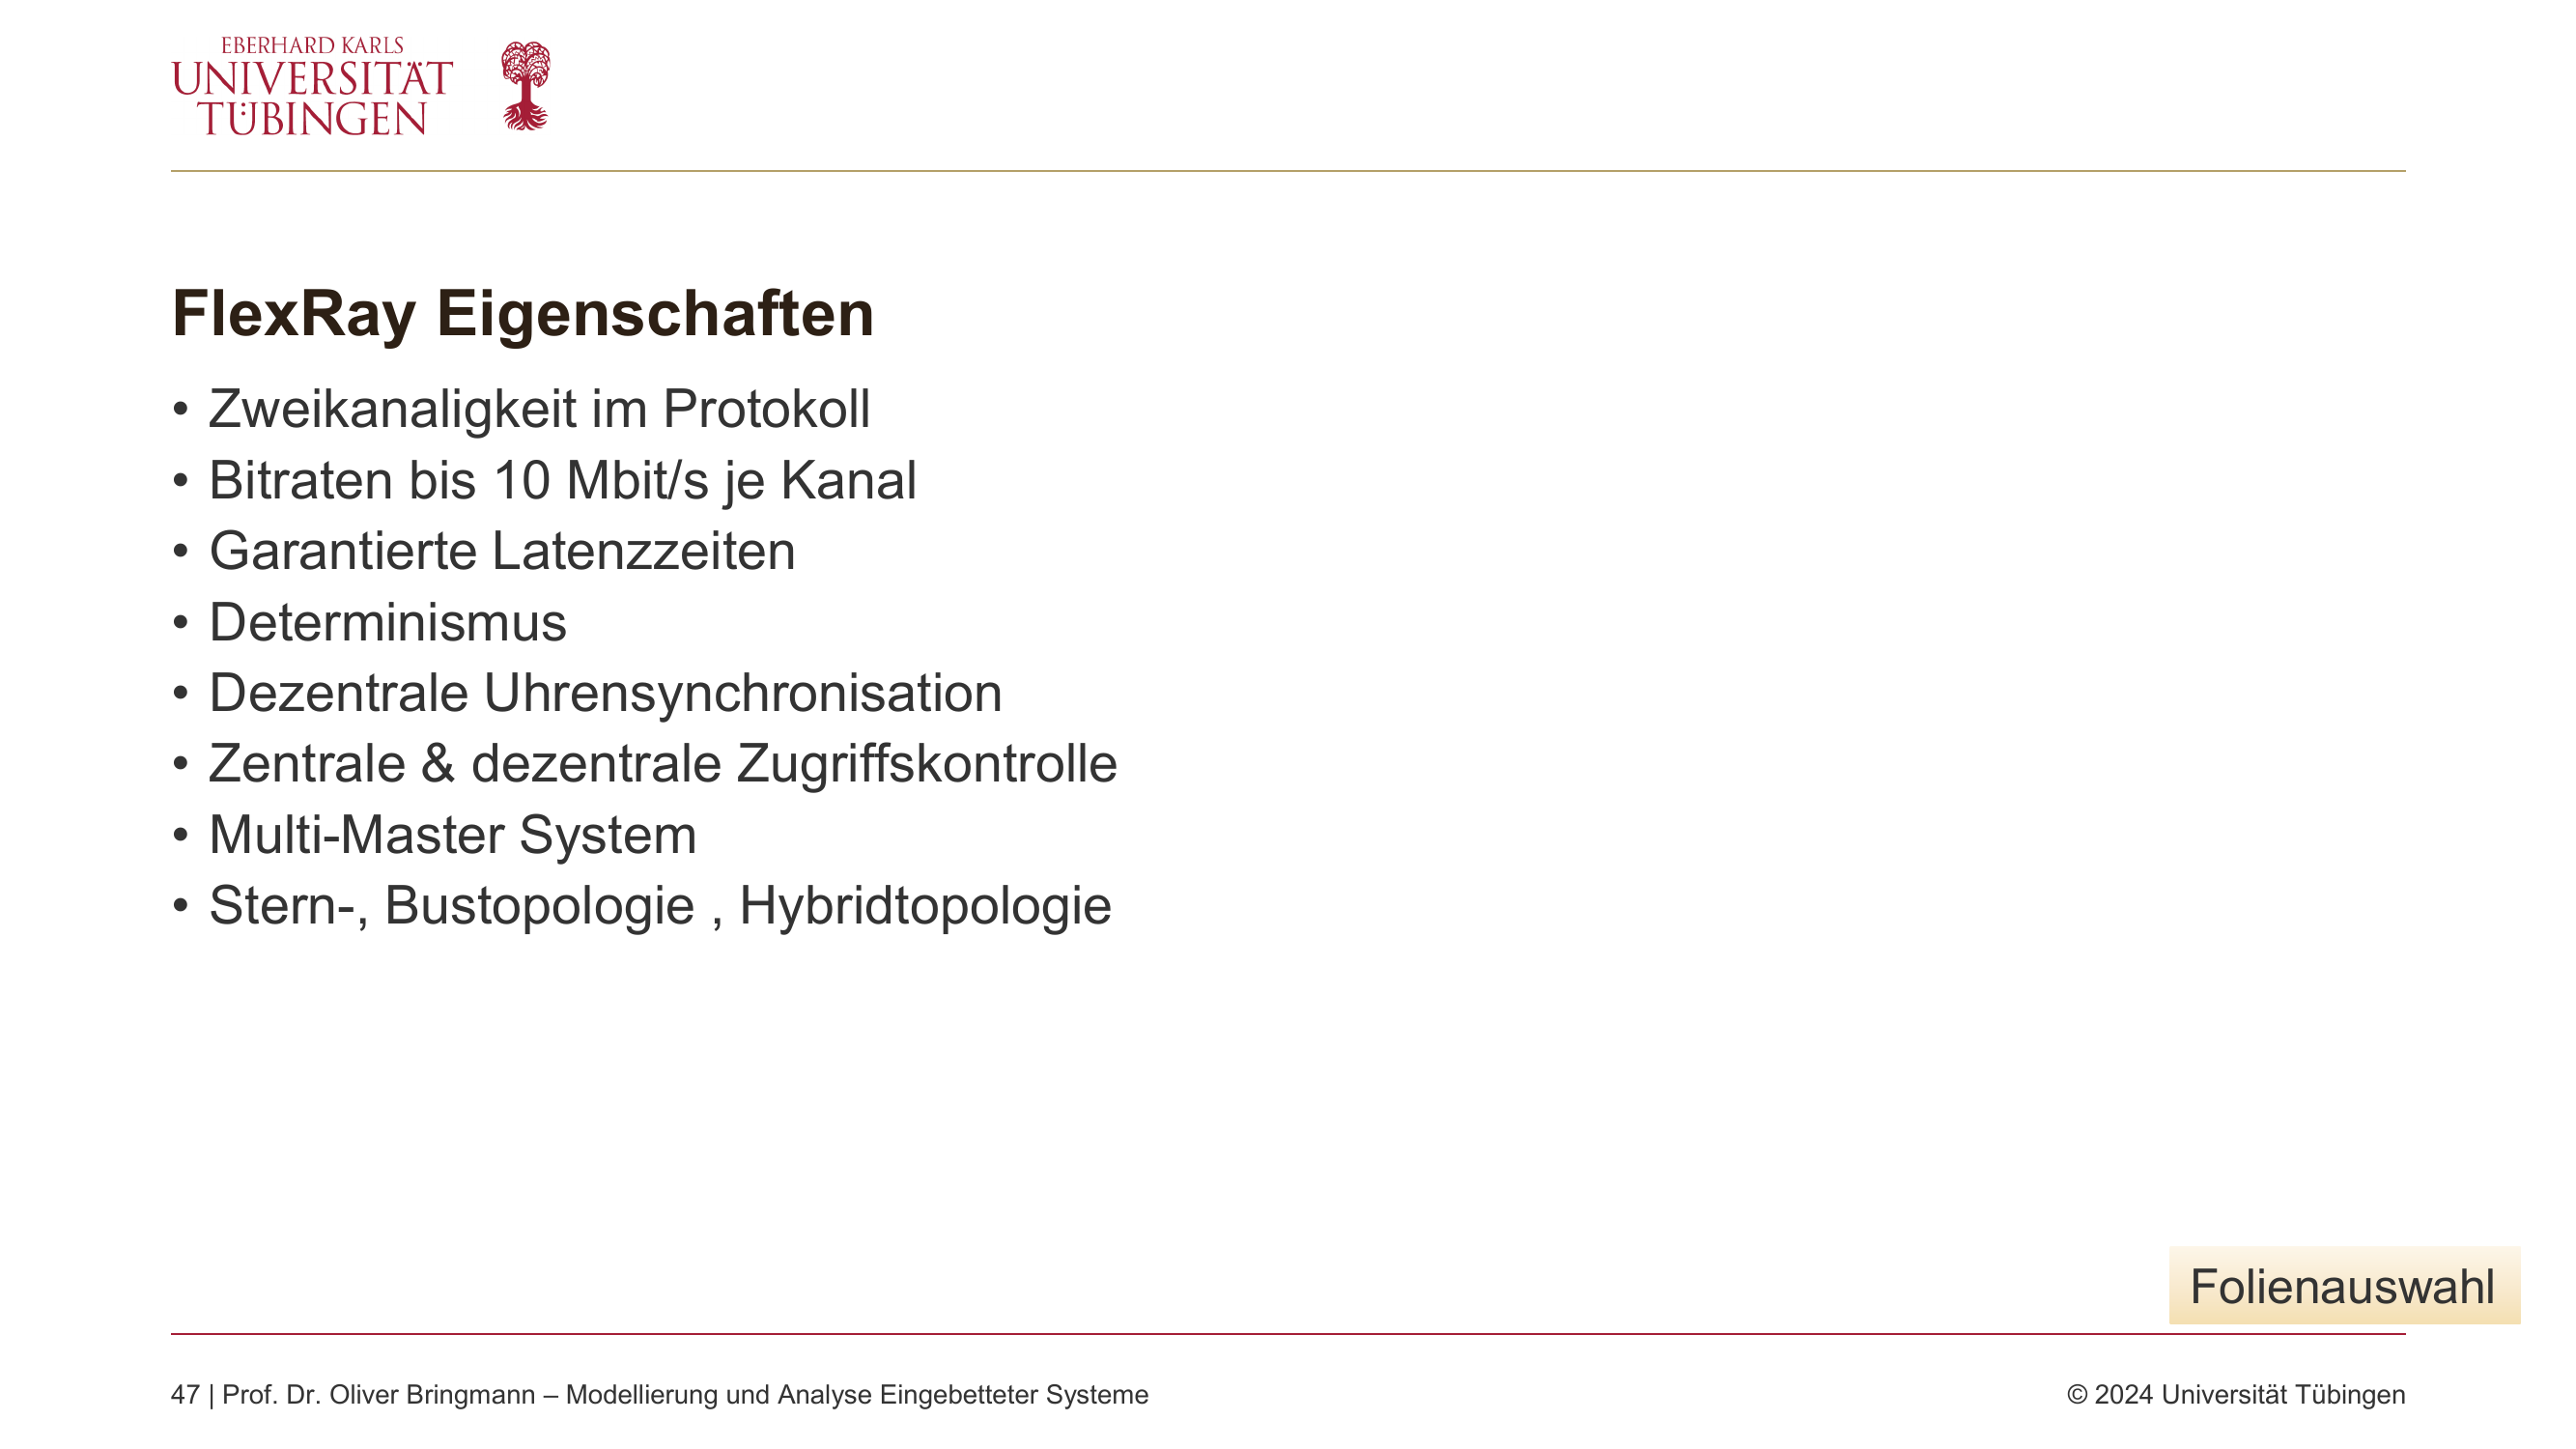 EBERHARD KARLS
UNIVERSITÄT
TÜBINGEN
FlexRay Eigenschaften
• Zweikanaligkeit im Protokoll
• Bitraten bis 10 Mbit/s je Kanal
• Garantierte Latenzzeiten
• Determinismus
• Dezentrale Uhrensynchronisation
• Zentrale & dezentrale Zugriffskontrolle
• Multi-Master System
• Stern-, Bustopologie , Hybridtopologie
Folienauswahl
47 | Prof. Dr. Oliver Bringmann – Modellierung und Analyse Eingebetteter Systeme
© 2024 Universität Tübingen